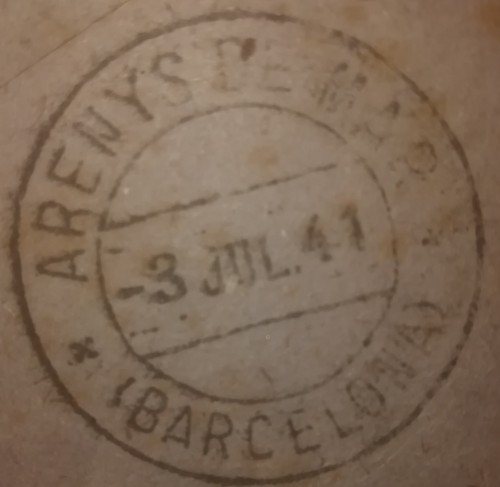 ARENYS DE MAR
-3 JUL. 41
* (BARCELONA) *